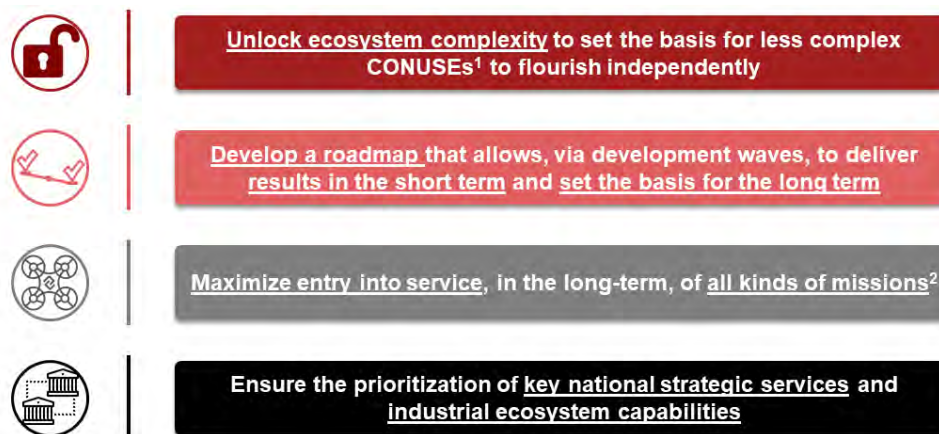 Unlock ecosystem complexity to set the basis for less complex
CONUSEs¹ to flourish independently
Develop a roadmap that allows, via development waves, to deliver
results in the short term and set the basis for the long term
Maximize entry into service, in the long-term, of all kinds of missions²
Ensure the prioritization of key national strategic services and
industrial ecosystem capabilities